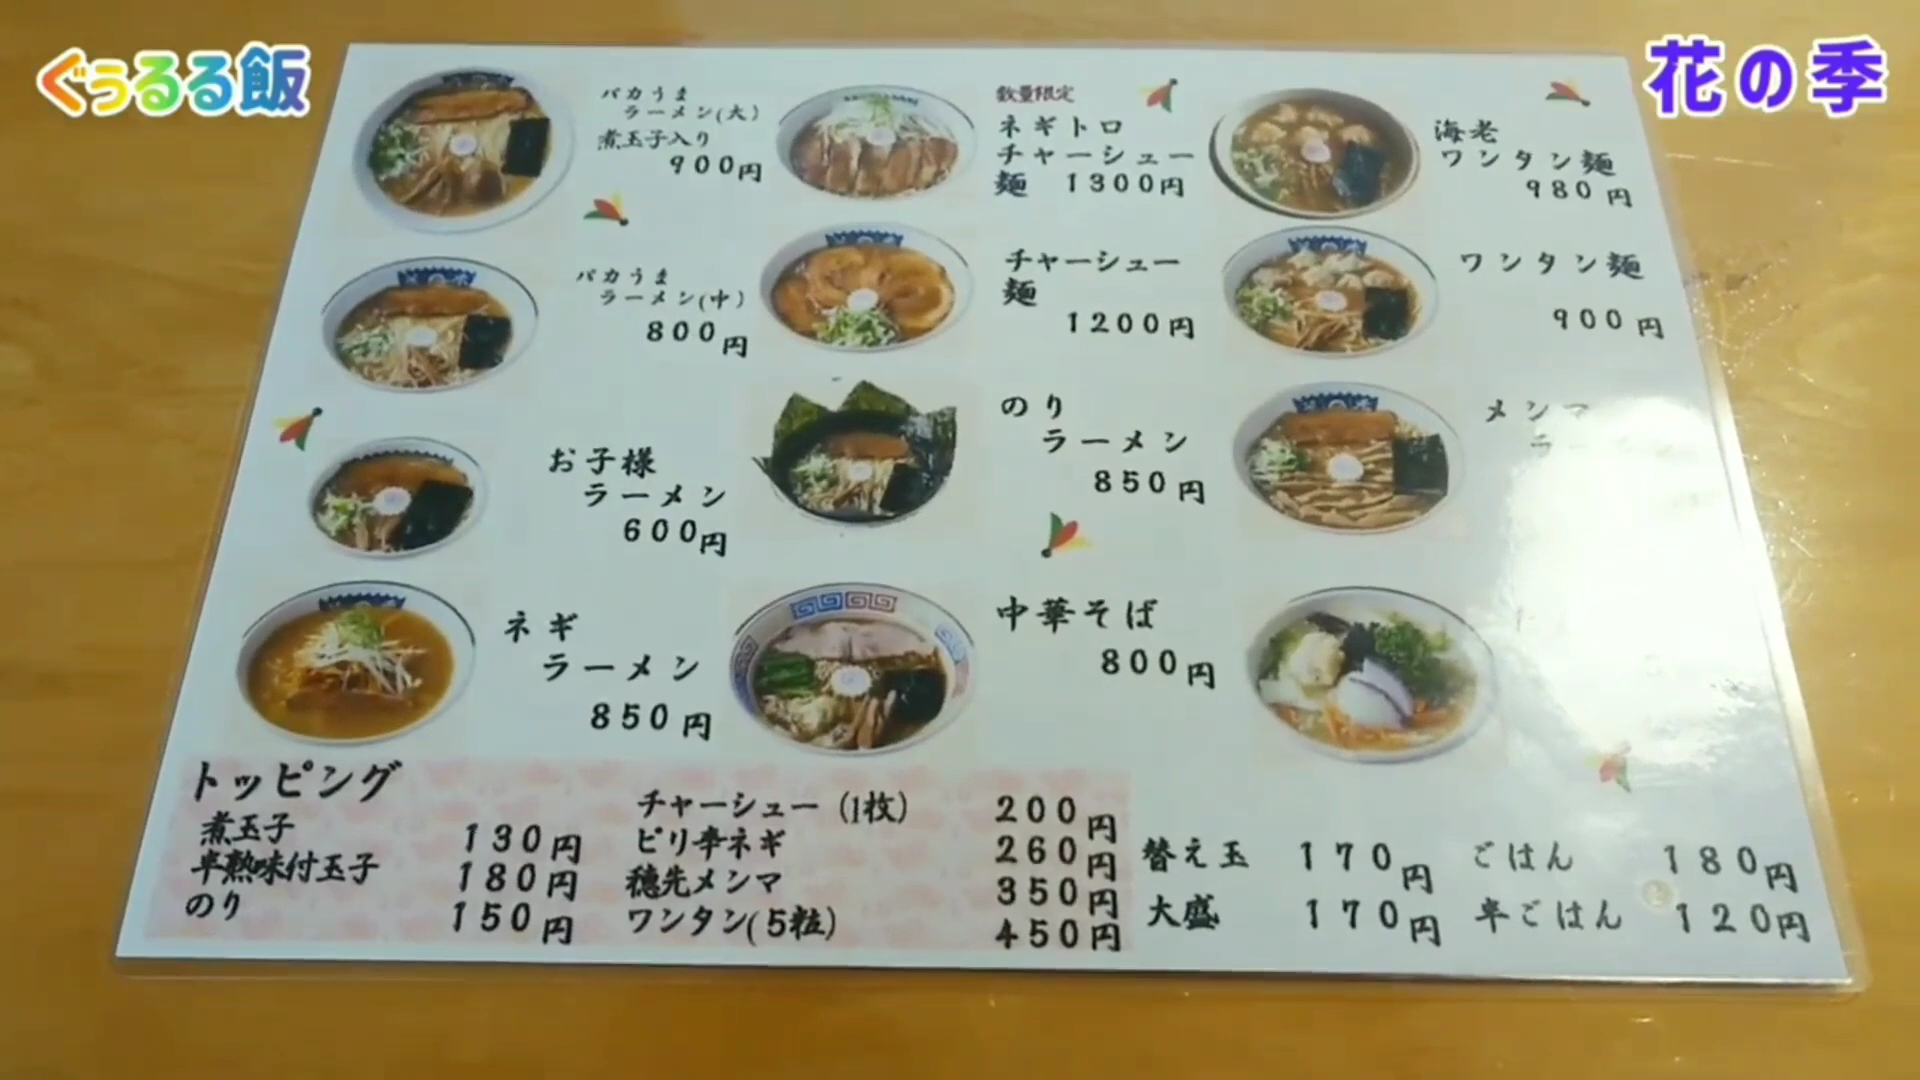 ぐぅるる飯
花の季
バカうま
ラーメン(大)
煮玉子入り
900円
数量限定
ネギトロ
チャーシュー
麺 1300円
海老
ワンタン麺
980円
バカうま
ラーメン(中)
800円
チャーシュー
麺
1200円
ワンタン麺
900円
お子様
ラーメン
600円
のり
ラーメン
850円
メンマ
ネギ
ラーメン
850円
中華そば
800円
トッピング
煮玉子 130円
半熟味付玉子 180円
のり 150円
チャーシュー(1枚) 200円
ピリ辛ネギ 260円
穂先メンマ 350円
ワンタン(5粒) 450円
替え玉 170円
大盛 170円
ごはん 180円
半ごはん 120円